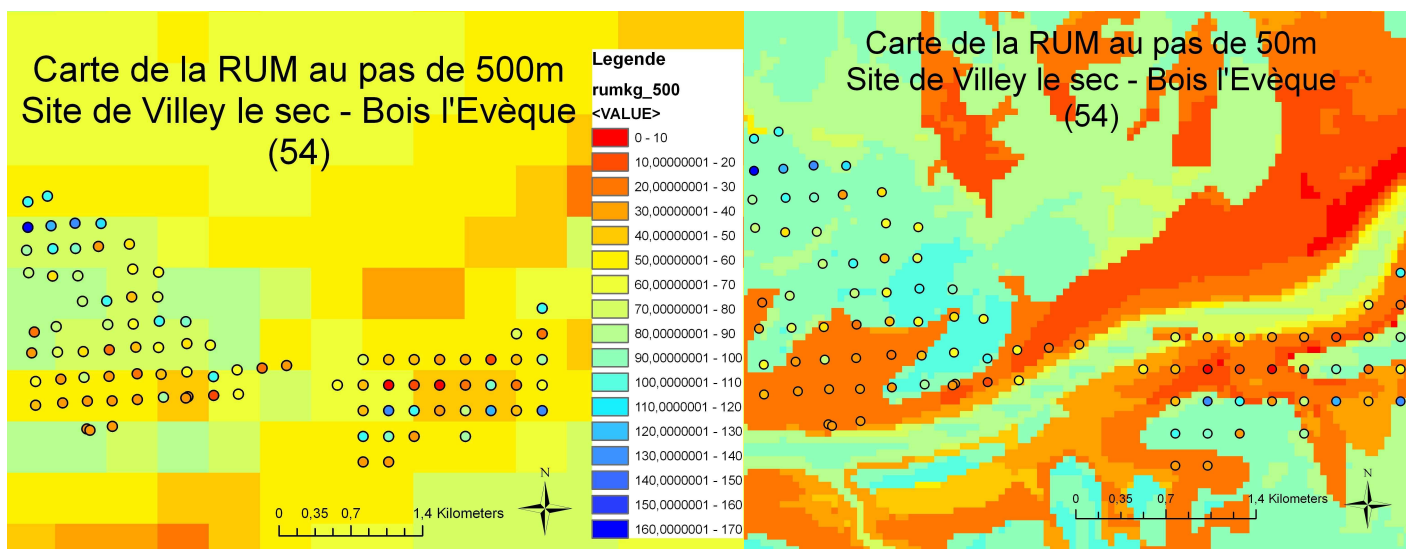 Carte de la RUM au pas de 500m
Site de Villey le sec - Bois l'Evèque
(54)
Legende
rumkg_500
<VALUE>
0 - 10
10,00000001 - 20
20,00000001 - 30
30,00000001 - 40
40,00000001 - 50
50,00000001 - 60
60,00000001 - 70
70,00000001 - 80
80,00000001 - 90
90,00000001 - 100
100,0000001 - 110
110,0000001 - 120
120,0000001 - 130
130,0000001 - 140
140,0000001 - 150
150,0000001 - 160
160,0000001 - 170
N
0 0,35 0,7 1,4 Kilometers
Carte de la RUM au pas de 50m
Site de Villey le sec - Bois l'Evèque
(54)
N
0 0,35 0,7 1,4 Kilometers